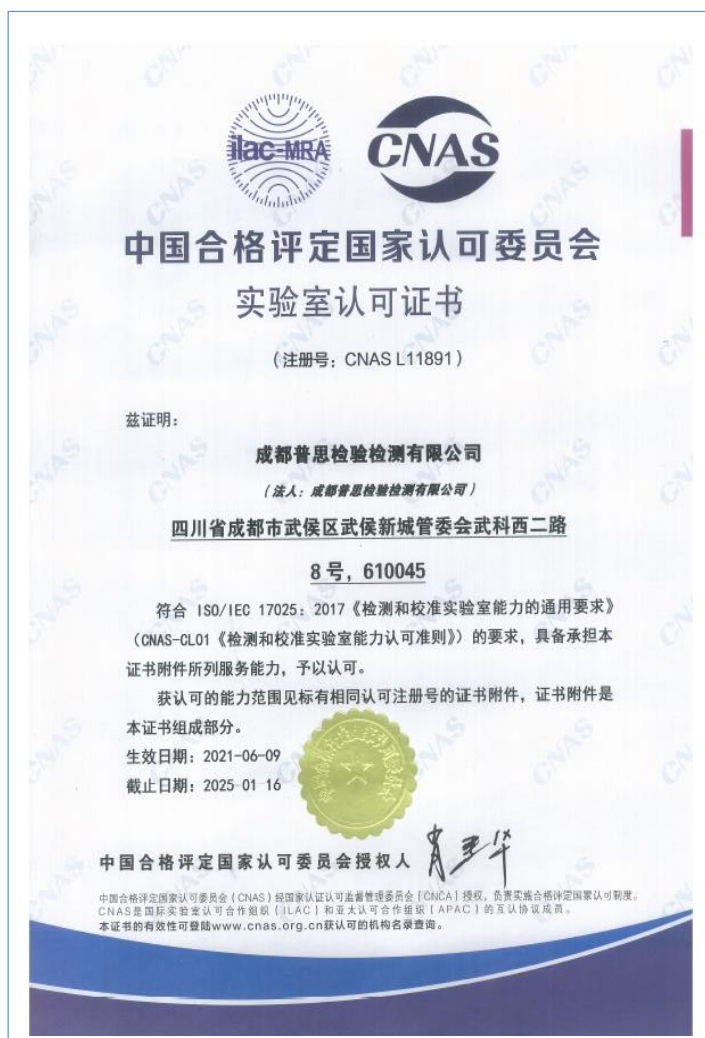 ilac-MRA
CNAS
中国合格评定国家认可委员会
实验室认可证书
（注册号：CNAS L11891）
兹证明：
成都普思检验检测有限公司
（法人：成都普思检验检测有限公司）
四川省成都市武侯区武侯新城管委会武科西二路
8号，610045
符合 ISO/IEC 17025：2017《检测和校准实验室能力的通用要求》
（CNAS-CL01《检测和校准实验室能力认可准则》）的要求，具备承担本
证书附件所列服务能力，予以认可。
获认可的能力范围见标有相同认可注册号的证书附件，证书附件是
本证书组成部分。
生效日期：2021-06-09
截止日期：2025 01 16
中国合格评定国家认可委员会授权人
中国合格评定国家认可委员会（CNAS）经国家认证认可监督管理委员会（CNCA）授权，负责实施合格评定国家认可制度。
CNAS是国际实验室认可合作组织（ILAC）和亚太认可合作组织（APAC）的互认协议成员。
本证书的有效性可登陆www.cnas.org.cn获认可的机构名录查询。